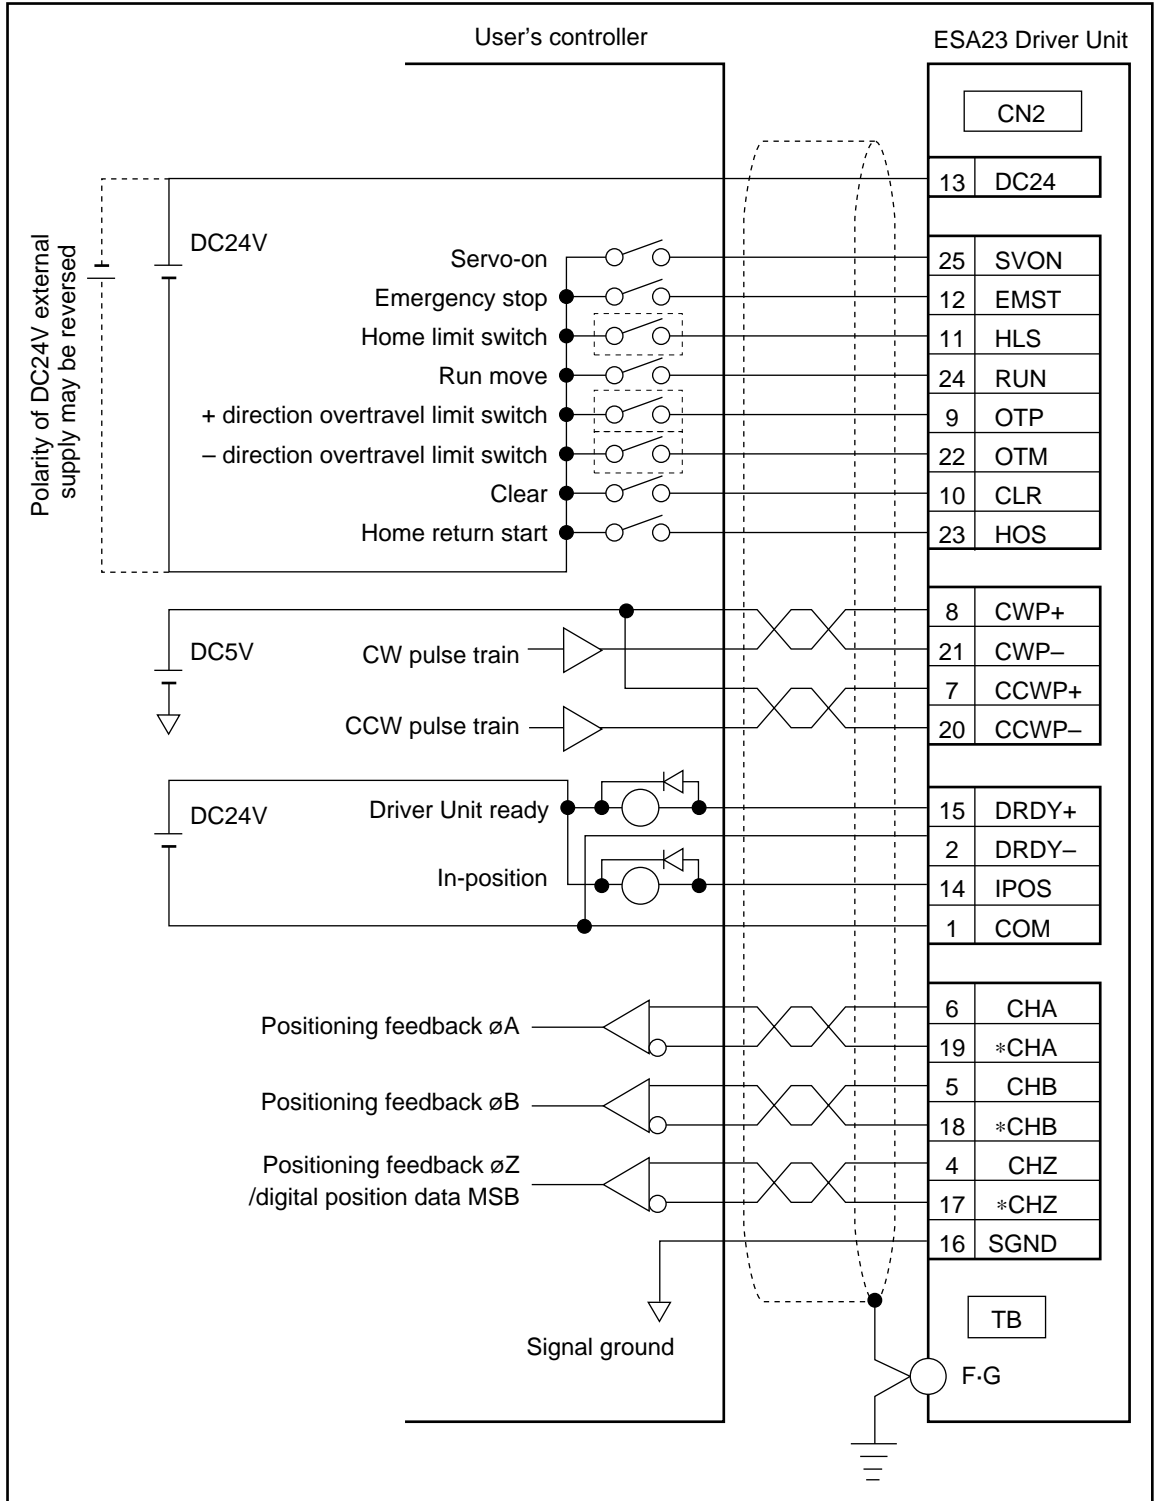 User's controller
ESA23 Driver Unit
CN2
13 DC24
Polarity of DC24V external
supply may be reversed
DC24V
Servo-on
25 SVON
Emergency stop
12 EMST
Home limit switch
11 HLS
Run move
24 RUN
+ direction overtravel limit switch
9 OTP
– direction overtravel limit switch
22 OTM
Clear
10 CLR
Home return start
23 HOS
8 CWP+
DC5V
CW pulse train
21 CWP–
7 CCWP+
CCW pulse train
20 CCWP–
DC24V
Driver Unit ready
15 DRDY+
2 DRDY–
In-position
14 IPOS
1 COM
6 CHA
Positioning feedback øA
19 *CHA
5 CHB
Positioning feedback øB
18 *CHB
Positioning feedback øZ
/digital position data MSB
4 CHZ
17 *CHZ
16 SGND
TB
Signal ground
F·G